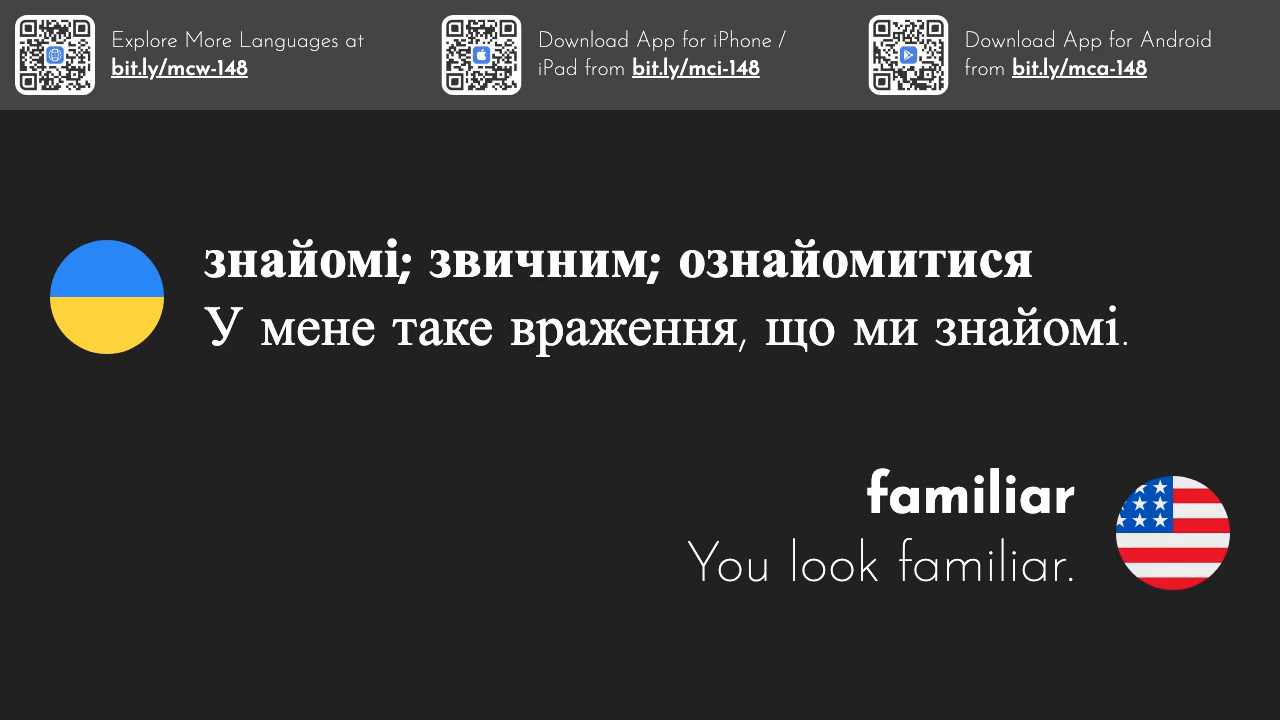 Explore More Languages at
bit.ly/mcw-148
Download App for iPhone /
iPad from bit.ly/mci-148
Download App for Android
from bit.ly/mca-148
знайомі; звичним; ознайомитися
У мене таке враження, що ми знайомі.
familiar
You look familiar.